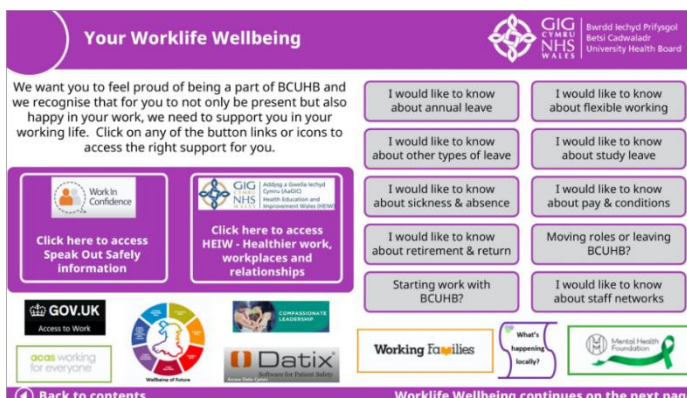 Your Worklife Wellbeing
GIG
CYMRU
NHS
WALES
Bwrdd Iechyd Prifysgol
Betsi Cadwaladr
University Health Board
We want you to feel proud of being a part of BCUHB and
we recognise that for you to not only be present but also
happy in your work, we need to support you in your
working life. Click on any of the button links or icons to
access the right support for you.
Work In
Confidence
Click here to access
Speak Out Safely
information
GIG
CYMRU
NHS
WALES
Addysg a Gwella Iechyd
Cymru (AaGIC)
Health Education and
Improvement Wales (HEIW)
Click here to access
HEIW - Healthier work,
workplaces and
relationships
I would like to know
about annual leave
I would like to know
about flexible working
I would like to know
about other types of leave
I would like to know
about study leave
I would like to know
about sickness & absence
I would like to know
about pay & conditions
I would like to know
about retirement & return
Moving roles or leaving
BCUHB?
Starting work with
BCUHB?
I would like to know
about staff networks
GOV.UK
Access to Work
acas working
for everyone
Wellbeing of Future
COMPASSIONATE
LEADERSHIP
Datix
Software for Patient Safety
Working Families
What's
happening
locally?
Mental Health
Foundation
Back to contents
Worklife Wellbeing continues on the next pag